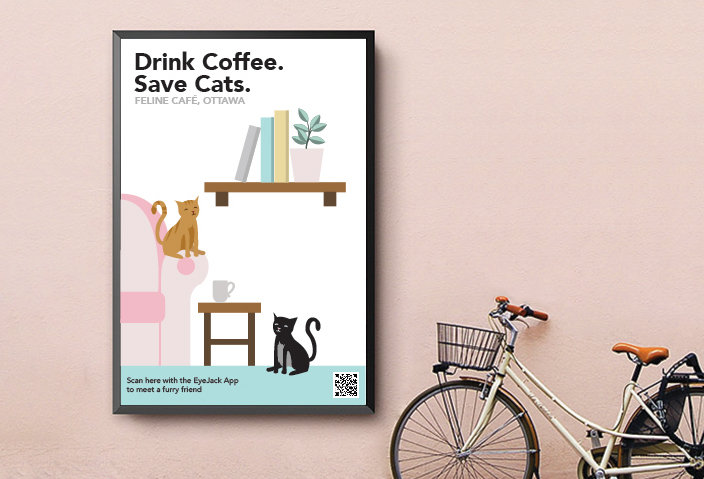 Drink Coffee.
Save Cats.
FELINE CAFÉ, OTTAWA
Scan here with the EyeJack App
to meet a furry friend